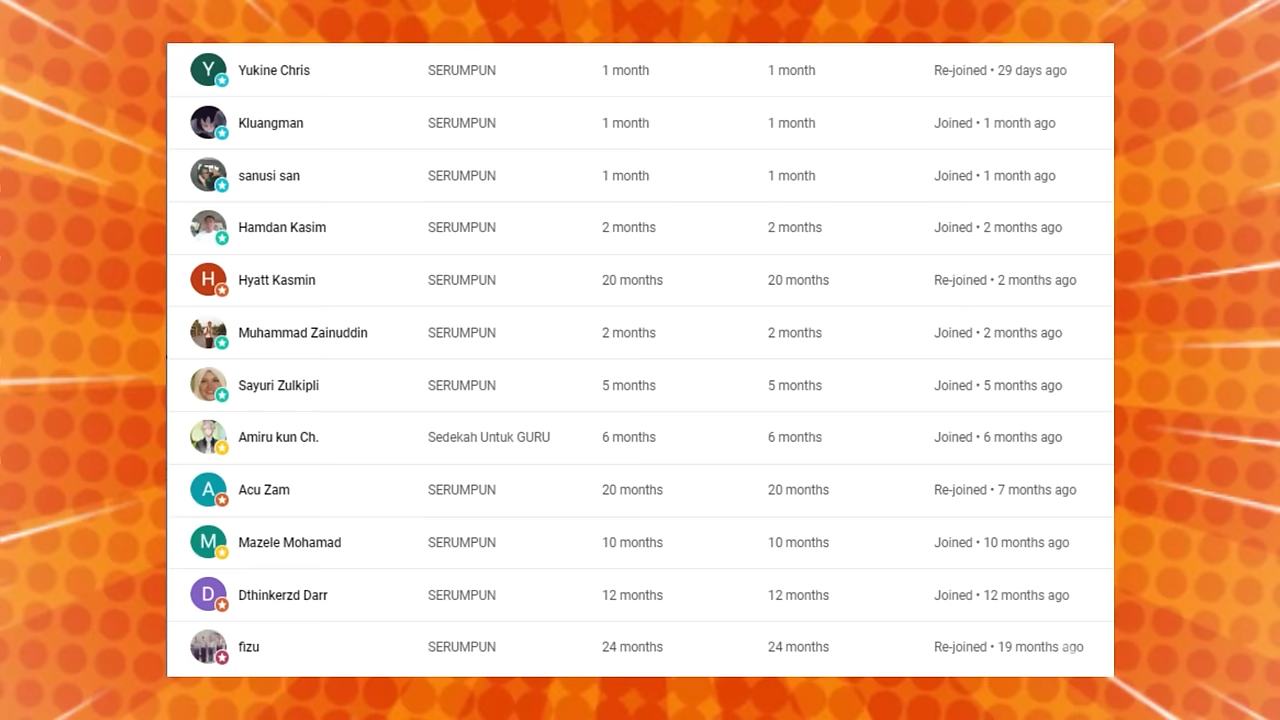 Y Yukine Chris SERUMPUN 1 month 1 month Re-joined • 29 days ago
Kluangman SERUMPUN 1 month 1 month Joined • 1 month ago
sanusi san SERUMPUN 1 month 1 month Joined • 1 month ago
Hamdan Kasim SERUMPUN 2 months 2 months Joined • 2 months ago
H Hyatt Kasmin SERUMPUN 20 months 20 months Re-joined • 2 months ago
Muhammad Zainuddin SERUMPUN 2 months 2 months Joined • 2 months ago
Sayuri Zulkipli SERUMPUN 5 months 5 months Joined • 5 months ago
Amiru kun Ch. Sedekah Untuk GURU 6 months 6 months Joined • 6 months ago
A Acu Zam SERUMPUN 20 months 20 months Re-joined • 7 months ago
M Mazele Mohamad SERUMPUN 10 months 10 months Joined • 10 months ago
D Dthinkerzd Darr SERUMPUN 12 months 12 months Joined • 12 months ago
fizu SERUMPUN 24 months 24 months Re-joined • 19 months ago